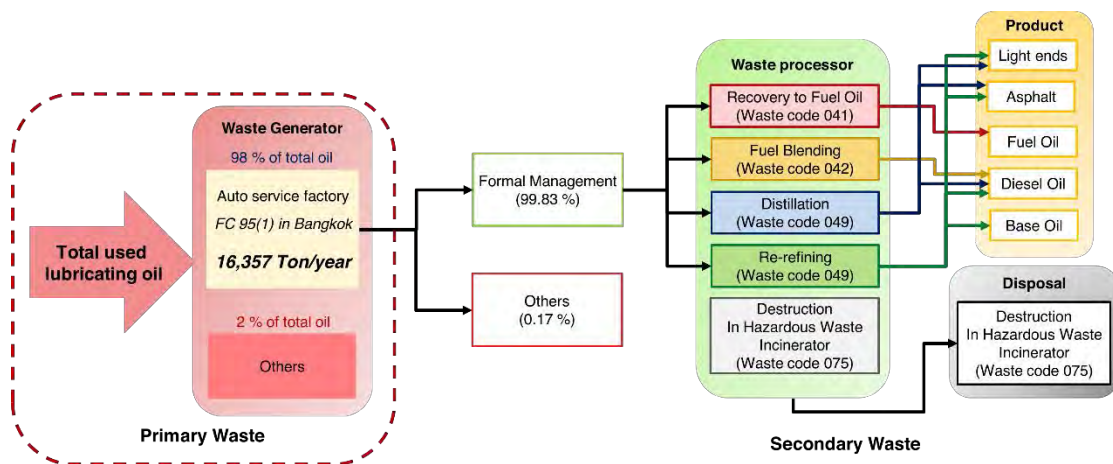 Total used
lubricating oil
Waste Generator
98 % of total oil
Auto service factory
FC 95(1) in Bangkok
16,357 Ton/year
2 % of total oil
Others
Primary Waste
Formal Management
(99.83 %)
Others
(0.17 %)
Waste processor
Recovery to Fuel Oil
(Waste code 041)
Fuel Blending
(Waste code 042)
Distillation
(Waste code 049)
Re-refining
(Waste code 049)
Destruction
In Hazardous Waste
Incinerator
(Waste code 075)
Product
Light ends
Asphalt
Fuel Oil
Diesel Oil
Base Oil
Disposal
Destruction
In Hazardous Waste
Incinerator
(Waste code 075)
Secondary Waste